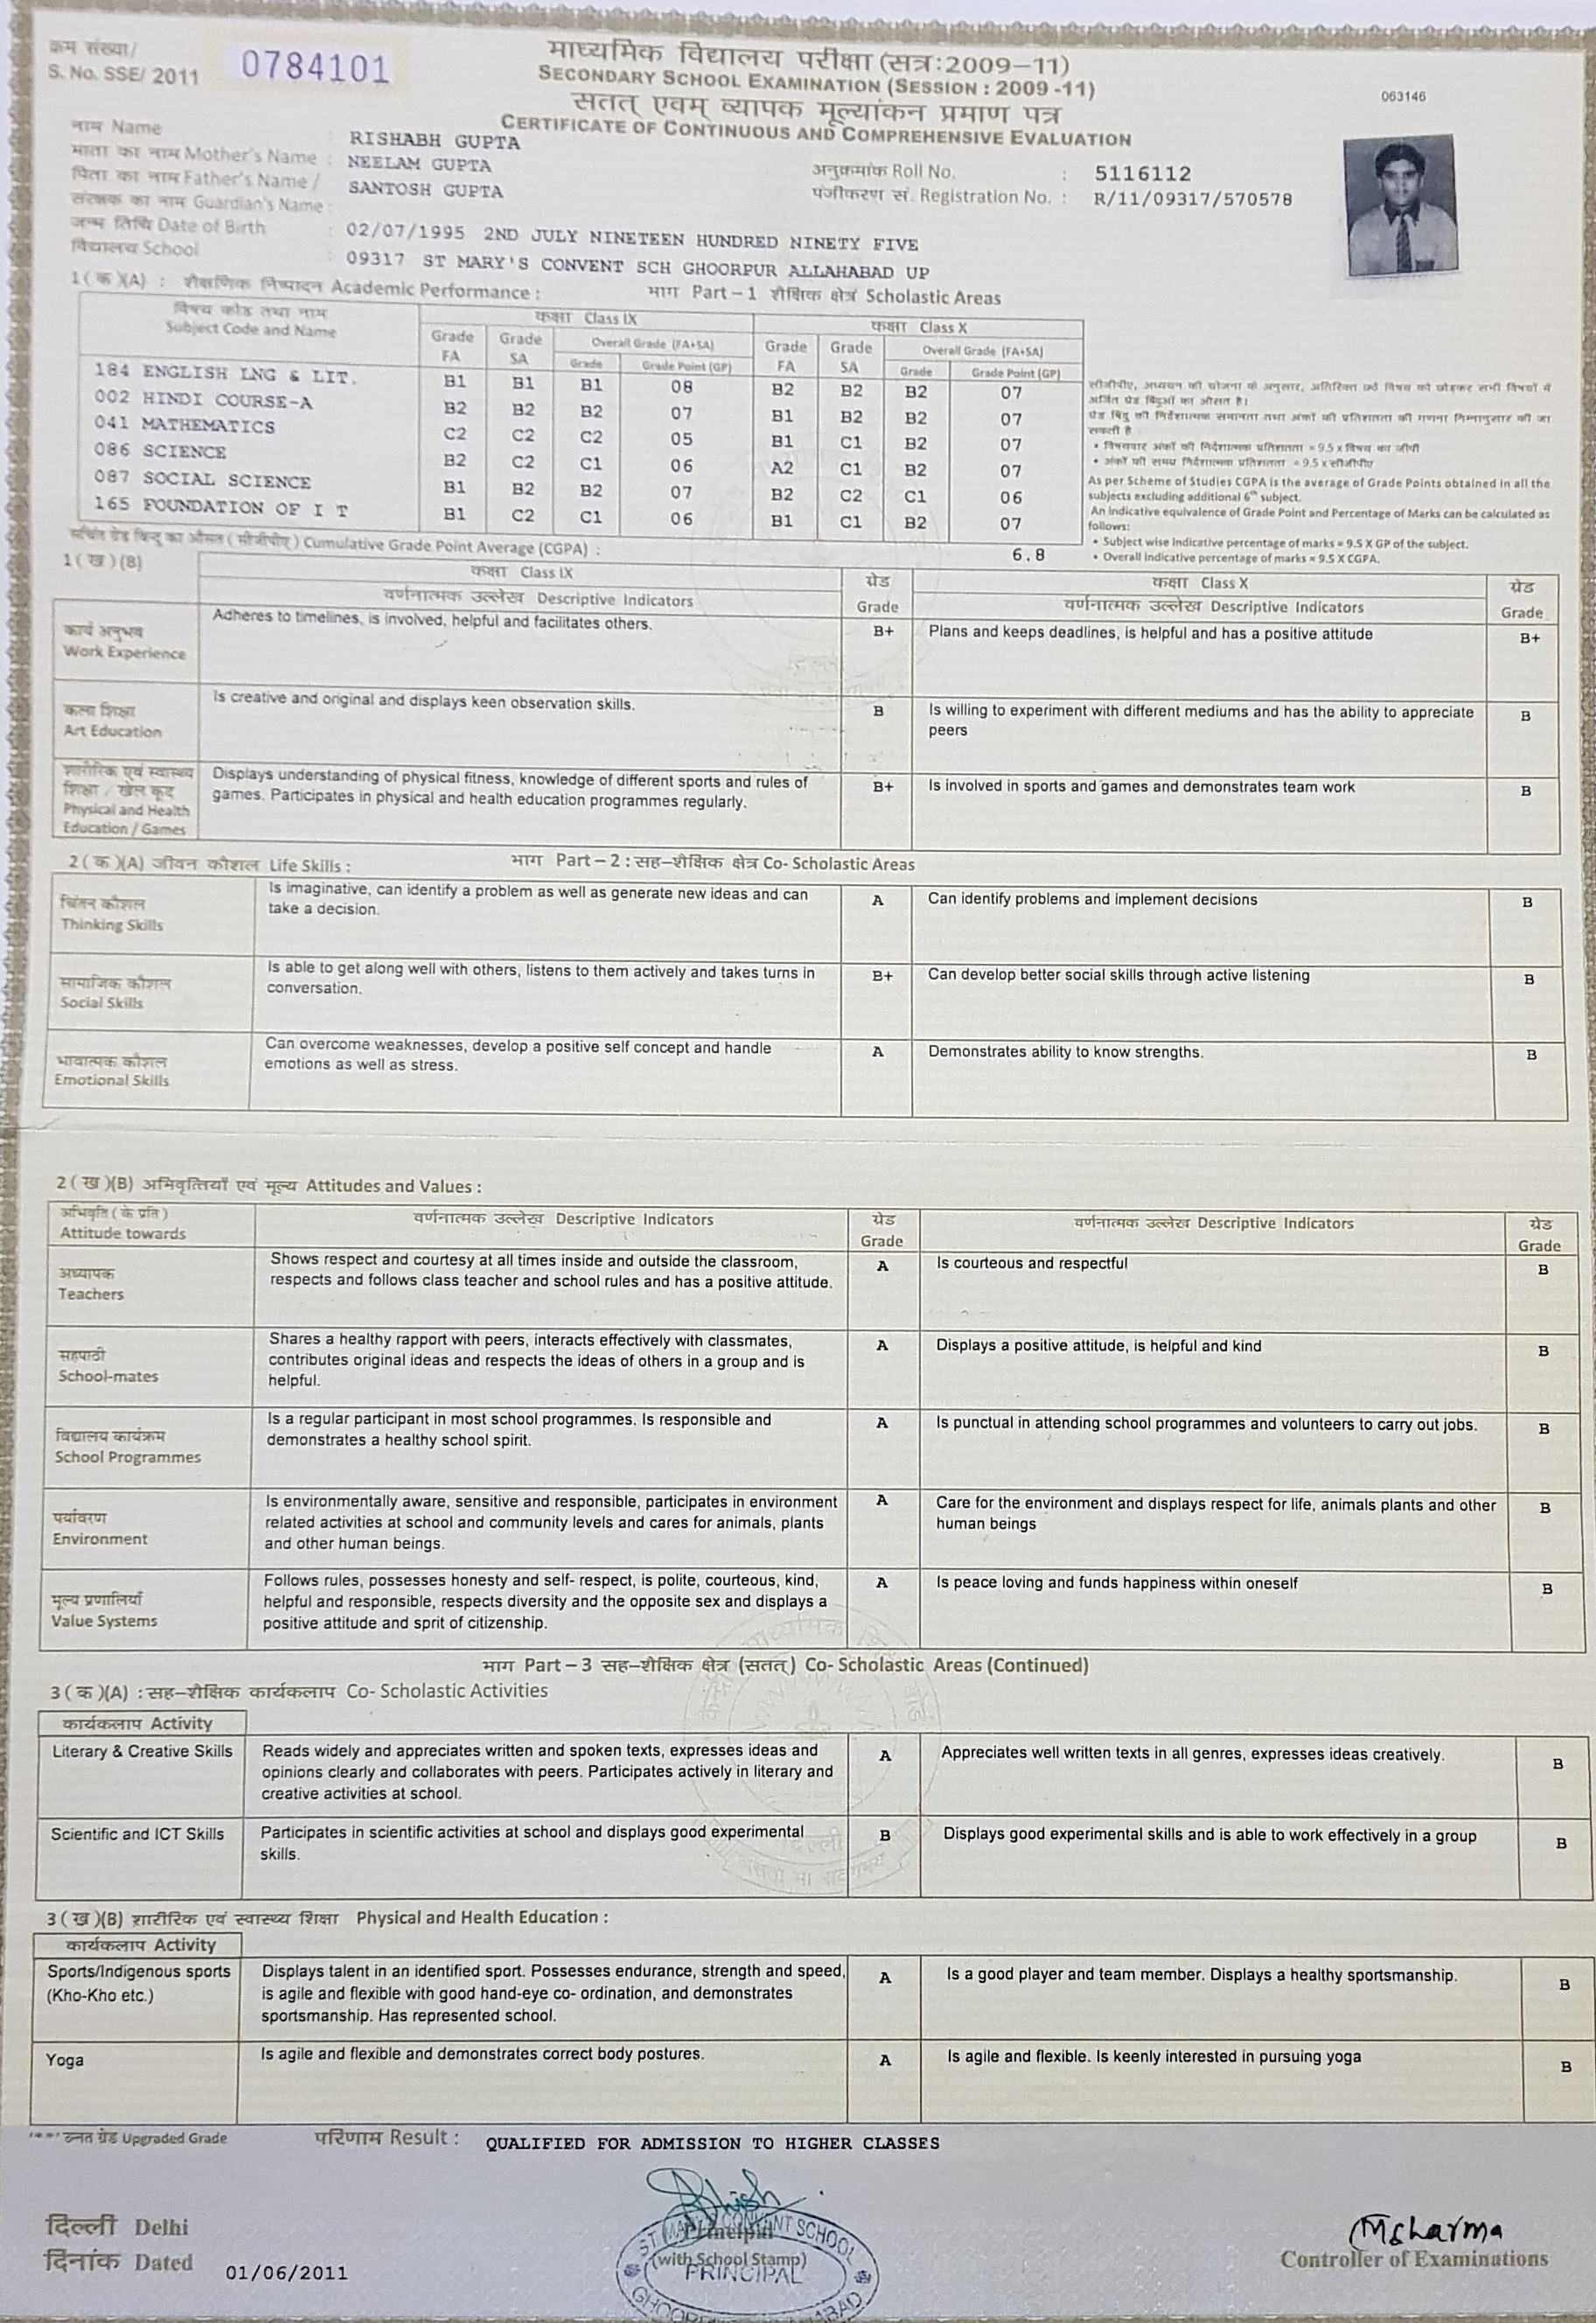 क्रम संख्या/
S. No. SSE/ 2011 0784101
माध्यमिक विद्यालय परीक्षा (सत्र:2009–11)
SECONDARY SCHOOL EXAMINATION (SESSION : 2009 -11)
सतत् एवम् व्यापक मूल्यांकन प्रमाण पत्र
CERTIFICATE OF CONTINUOUS AND COMPREHENSIVE EVALUATION
063146
नाम Name : RISHABH GUPTA
माता का नाम Mother's Name : NEELAM GUPTA
पिता का नाम Father's Name / SANTOSH GUPTA
संरक्षक का नाम Guardian's Name :
अनुक्रमांक Roll No. : 5116112
पंजीकरण सं. Registration No. : R/11/09317/570578
जन्म तिथि Date of Birth : 02/07/1995 2ND JULY NINETEEN HUNDRED NINETY FIVE
विद्यालय School : 09317 ST MARY'S CONVENT SCH GHOORPUR ALLAHABAD UP
1(क)(A) : शैक्षणिक निष्पादन Academic Performance : भाग Part–1 शैक्षिक क्षेत्र Scholastic Areas
विषय कोड तथा नाम कक्षा Class IX कक्षा Class X
Subject Code and Name Grade FA Grade SA Overall Grade (FA+SA) Grade FA Grade SA Overall Grade (FA+SA)
Grade Grade Point (GP) Grade Grade Point (GP)
184 ENGLISH LNG & LIT. B1 B1 B1 08 B2 B2 B2 07
002 HINDI COURSE-A B2 B2 B2 07 B1 B2 B2 07
041 MATHEMATICS C2 C2 C2 05 B1 C1 B2 07
086 SCIENCE B2 C2 C1 06 A2 C1 B2 07
087 SOCIAL SCIENCE B1 B2 B2 07 B2 C2 C1 06
165 FOUNDATION OF I T B1 C2 C1 06 B1 C1 B2 07
सीजीपीए, अध्ययन की योजना के अनुसार, अतिरिक्त छठे विषय को छोड़कर सभी विषयों में
अर्जित ग्रेड बिंदुओं का औसत है।
ग्रेड बिंदु की निर्देशात्मक समानता तथा अंकों की प्रतिशतता की गणना निम्नानुसार की जा
सकती है :
• विषयवार अंकों की निर्देशात्मक प्रतिशतता = 9.5 x विषय का जीपी
• अंकों की समग्र निर्देशात्मक प्रतिशतता = 9.5 x सीजीपीए
As per Scheme of Studies CGPA is the average of Grade Points obtained in all the
subjects excluding additional 6th subject.
An indicative equivalence of Grade Point and Percentage of Marks can be calculated as
follows:
• Subject wise indicative percentage of marks = 9.5 X GP of the subject.
• Overall indicative percentage of marks = 9.5 X CGPA.
संचित ग्रेड बिन्दु का औसत (सीजीपीए) Cumulative Grade Point Average (CGPA) : 6.8
1(ख)(B)
कक्षा Class IX ग्रेड कक्षा Class X ग्रेड
वर्णनात्मक उल्लेख Descriptive Indicators Grade वर्णनात्मक उल्लेख Descriptive Indicators Grade
कार्य अनुभव
Work Experience
Adheres to timelines, is involved, helpful and facilitates others. B+ Plans and keeps deadlines, is helpful and has a positive attitude B+
कला शिक्षा
Art Education
Is creative and original and displays keen observation skills. B Is willing to experiment with different mediums and has the ability to appreciate
peers B
शारीरिक एवं स्वास्थ्य
शिक्षा / खेल कूद
Physical and Health
Education / Games
Displays understanding of physical fitness, knowledge of different sports and rules of
games. Participates in physical and health education programmes regularly. B+ Is involved in sports and games and demonstrates team work B
2(क)(A) जीवन कौशल Life Skills : भाग Part–2 : सह–शैक्षिक क्षेत्र Co- Scholastic Areas
चिंतन कौशल
Thinking Skills
Is imaginative, can identify a problem as well as generate new ideas and can
take a decision. A Can identify problems and implement decisions B
सामाजिक कौशल
Social Skills
Is able to get along well with others, listens to them actively and takes turns in
conversation. B+ Can develop better social skills through active listening B
भावात्मक कौशल
Emotional Skills
Can overcome weaknesses, develop a positive self concept and handle
emotions as well as stress. A Demonstrates ability to know strengths. B
2(ख)(B) अभिवृत्तियाँ एवं मूल्य Attitudes and Values :
अभिवृति (के प्रति) वर्णनात्मक उल्लेख Descriptive Indicators ग्रेड वर्णनात्मक उल्लेख Descriptive Indicators ग्रेड
Attitude towards Grade Grade
अध्यापक
Teachers
Shows respect and courtesy at all times inside and outside the classroom,
respects and follows class teacher and school rules and has a positive attitude. A Is courteous and respectful B
सहपाठी
School-mates
Shares a healthy rapport with peers, interacts effectively with classmates,
contributes original ideas and respects the ideas of others in a group and is
helpful. A Displays a positive attitude, is helpful and kind B
विद्यालय कार्यक्रम
School Programmes
Is a regular participant in most school programmes. Is responsible and
demonstrates a healthy school spirit. A Is punctual in attending school programmes and volunteers to carry out jobs. B
पर्यावरण
Environment
Is environmentally aware, sensitive and responsible, participates in environment
related activities at school and community levels and cares for animals, plants
and other human beings. A Care for the environment and displays respect for life, animals plants and other
human beings B
मूल्य प्रणालियाँ
Value Systems
Follows rules, possesses honesty and self- respect, is polite, courteous, kind,
helpful and responsible, respects diversity and the opposite sex and displays a
positive attitude and sprit of citizenship. A Is peace loving and funds happiness within oneself B
भाग Part–3 सह–शैक्षिक क्षेत्र (सतत्) Co- Scholastic Areas (Continued)
3(क)(A) : सह–शैक्षिक कार्यकलाप Co- Scholastic Activities
कार्यकलाप Activity
Literary & Creative Skills
Reads widely and appreciates written and spoken texts, expresses ideas and
opinions clearly and collaborates with peers. Participates actively in literary and
creative activities at school. A Appreciates well written texts in all genres, expresses ideas creatively. B
Scientific and ICT Skills
Participates in scientific activities at school and displays good experimental
skills. B Displays good experimental skills and is able to work effectively in a group B
3(ख)(B) शारीरिक एवं स्वास्थ्य शिक्षा Physical and Health Education :
कार्यकलाप Activity
Sports/Indigenous sports
(Kho-Kho etc.)
Displays talent in an identified sport. Possesses endurance, strength and speed,
is agile and flexible with good hand-eye co- ordination, and demonstrates
sportsmanship. Has represented school. A Is a good player and team member. Displays a healthy sportsmanship. B
Yoga Is agile and flexible and demonstrates correct body postures. A Is agile and flexible. Is keenly interested in pursuing yoga B
उन्नत ग्रेड Upgraded Grade परिणाम Result : QUALIFIED FOR ADMISSION TO HIGHER CLASSES
दिल्ली Delhi
दिनांक Dated 01/06/2011
ST MARY'S CONVENT SCHOOL
Principal
(with School Stamp)
PRINCIPAL
MSharma
Controller of Examinations